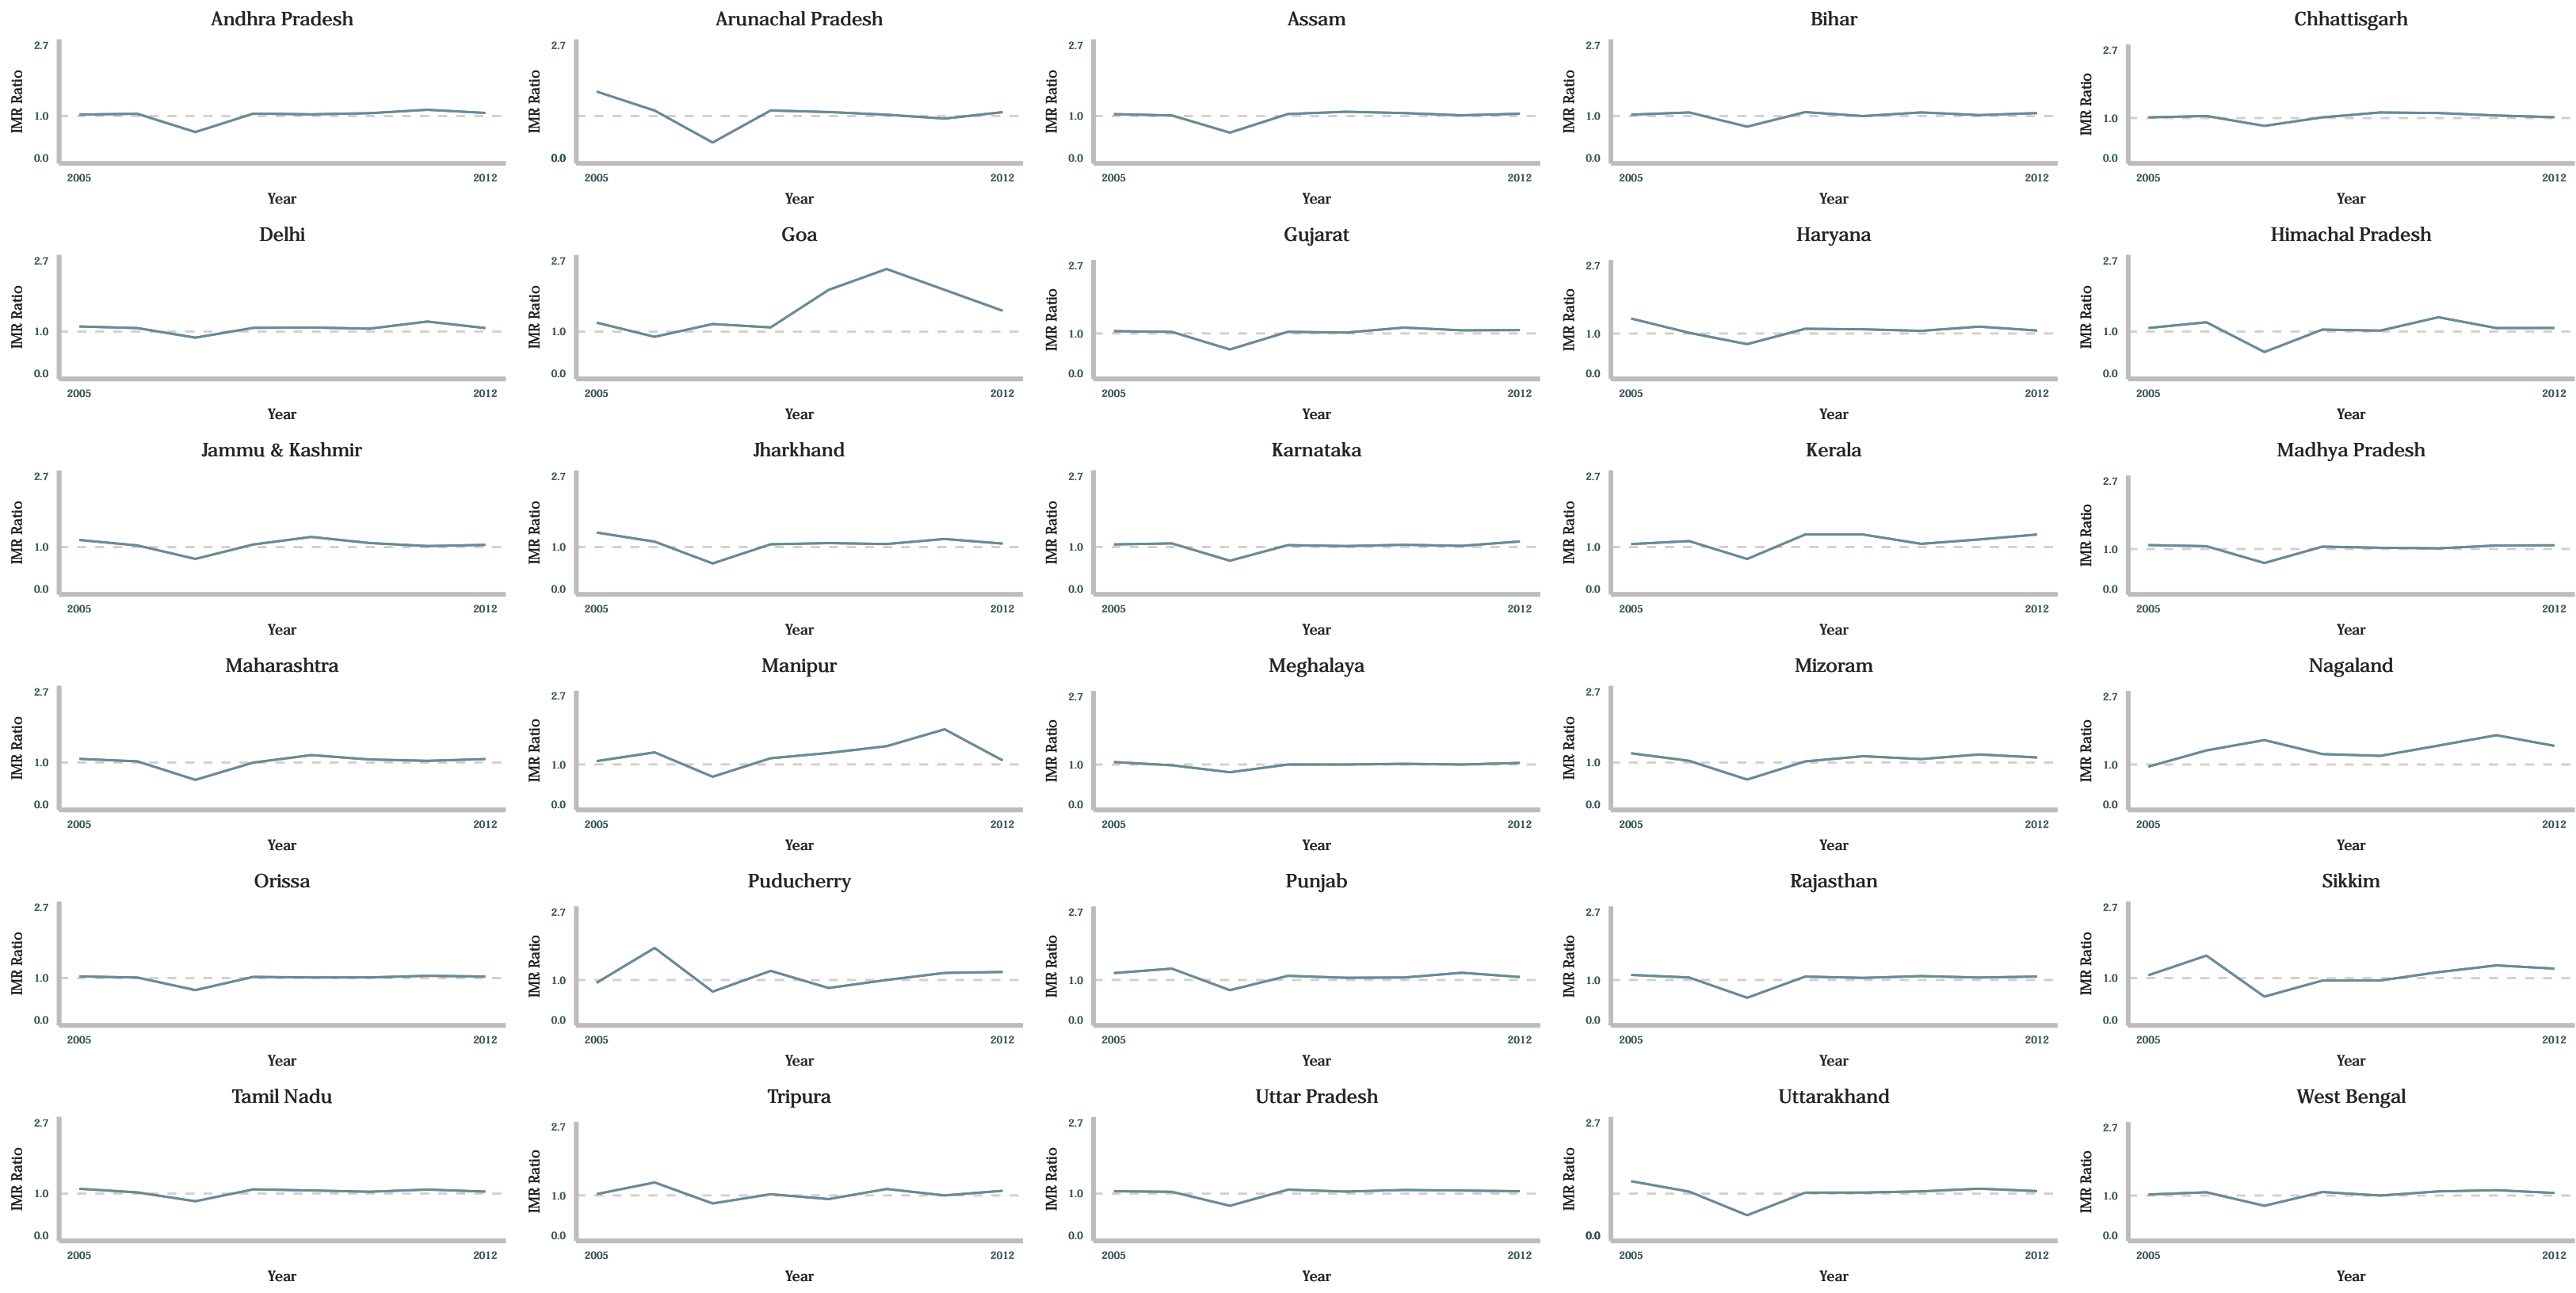 Andhra Pradesh
2.7
IMR Ratio
1.0
0.0
2005 2012
Year
Arunachal Pradesh
2.7
IMR Ratio
0.0
2005 2012
Year
Assam
2.7
IMR Ratio
1.0
0.0
2005 2012
Year
Bihar
2.7
IMR Ratio
1.0
0.0
2005 2012
Year
Chhattisgarh
2.7
IMR Ratio
1.0
0.0
2005 2012
Year
Delhi
2.7
IMR Ratio
1.0
0.0
2005 2012
Year
Goa
2.7
IMR Ratio
1.0
0.0
2005 2012
Year
Gujarat
2.7
IMR Ratio
1.0
0.0
2005 2012
Year
Haryana
2.7
IMR Ratio
1.0
0.0
2005 2012
Year
Himachal Pradesh
2.7
IMR Ratio
1.0
0.0
2005 2012
Year
Jammu & Kashmir
2.7
IMR Ratio
1.0
0.0
2005 2012
Year
Jharkhand
2.7
IMR Ratio
1.0
0.0
2005 2012
Year
Karnataka
2.7
IMR Ratio
1.0
0.0
2005 2012
Year
Kerala
2.7
IMR Ratio
1.0
0.0
2005 2012
Year
Madhya Pradesh
2.7
IMR Ratio
1.0
0.0
2005 2012
Year
Maharashtra
2.7
IMR Ratio
1.0
0.0
2005 2012
Year
Manipur
2.7
IMR Ratio
1.0
0.0
2005 2012
Year
Meghalaya
2.7
IMR Ratio
1.0
0.0
2005 2012
Year
Mizoram
2.7
IMR Ratio
1.0
0.0
2005 2012
Year
Nagaland
2.7
IMR Ratio
1.0
0.0
2005 2012
Year
Orissa
2.7
IMR Ratio
1.0
0.0
2005 2012
Year
Puducherry
2.7
IMR Ratio
1.0
0.0
2005 2012
Year
Punjab
2.7
IMR Ratio
1.0
0.0
2005 2012
Year
Rajasthan
2.7
IMR Ratio
1.0
0.0
2005 2012
Year
Sikkim
2.7
IMR Ratio
1.0
0.0
2005 2012
Year
Tamil Nadu
2.7
IMR Ratio
1.0
0.0
2005 2012
Year
Tripura
2.7
IMR Ratio
1.0
0.0
2005 2012
Year
Uttar Pradesh
2.7
IMR Ratio
1.0
0.0
2005 2012
Year
Uttarakhand
2.7
IMR Ratio
0.0
2005 2012
Year
West Bengal
2.7
IMR Ratio
1.0
0.0
2005 2012
Year